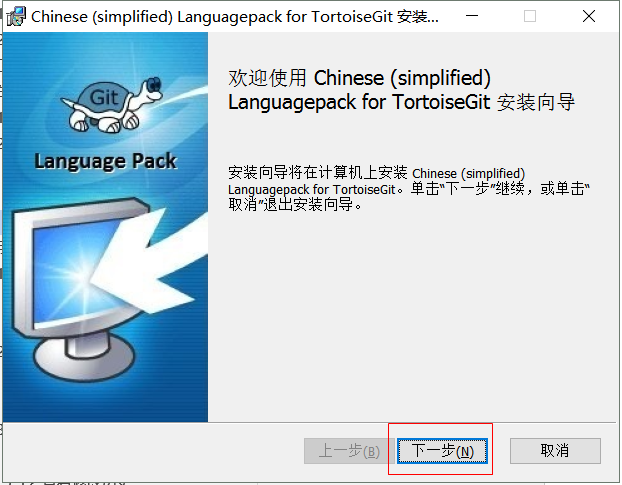 Chinese (simplified) Languagepack for TortoiseGit 安装...
Git
Language Pack
欢迎使用 Chinese (simplified)
Languagepack for TortoiseGit 安装向导
安装向导将在计算机上安装 Chinese (simplified)
Languagepack for TortoiseGit。单击“下一步”继续，或单击“
取消”退出安装向导。
上一步(B)
下一步(N)
取消